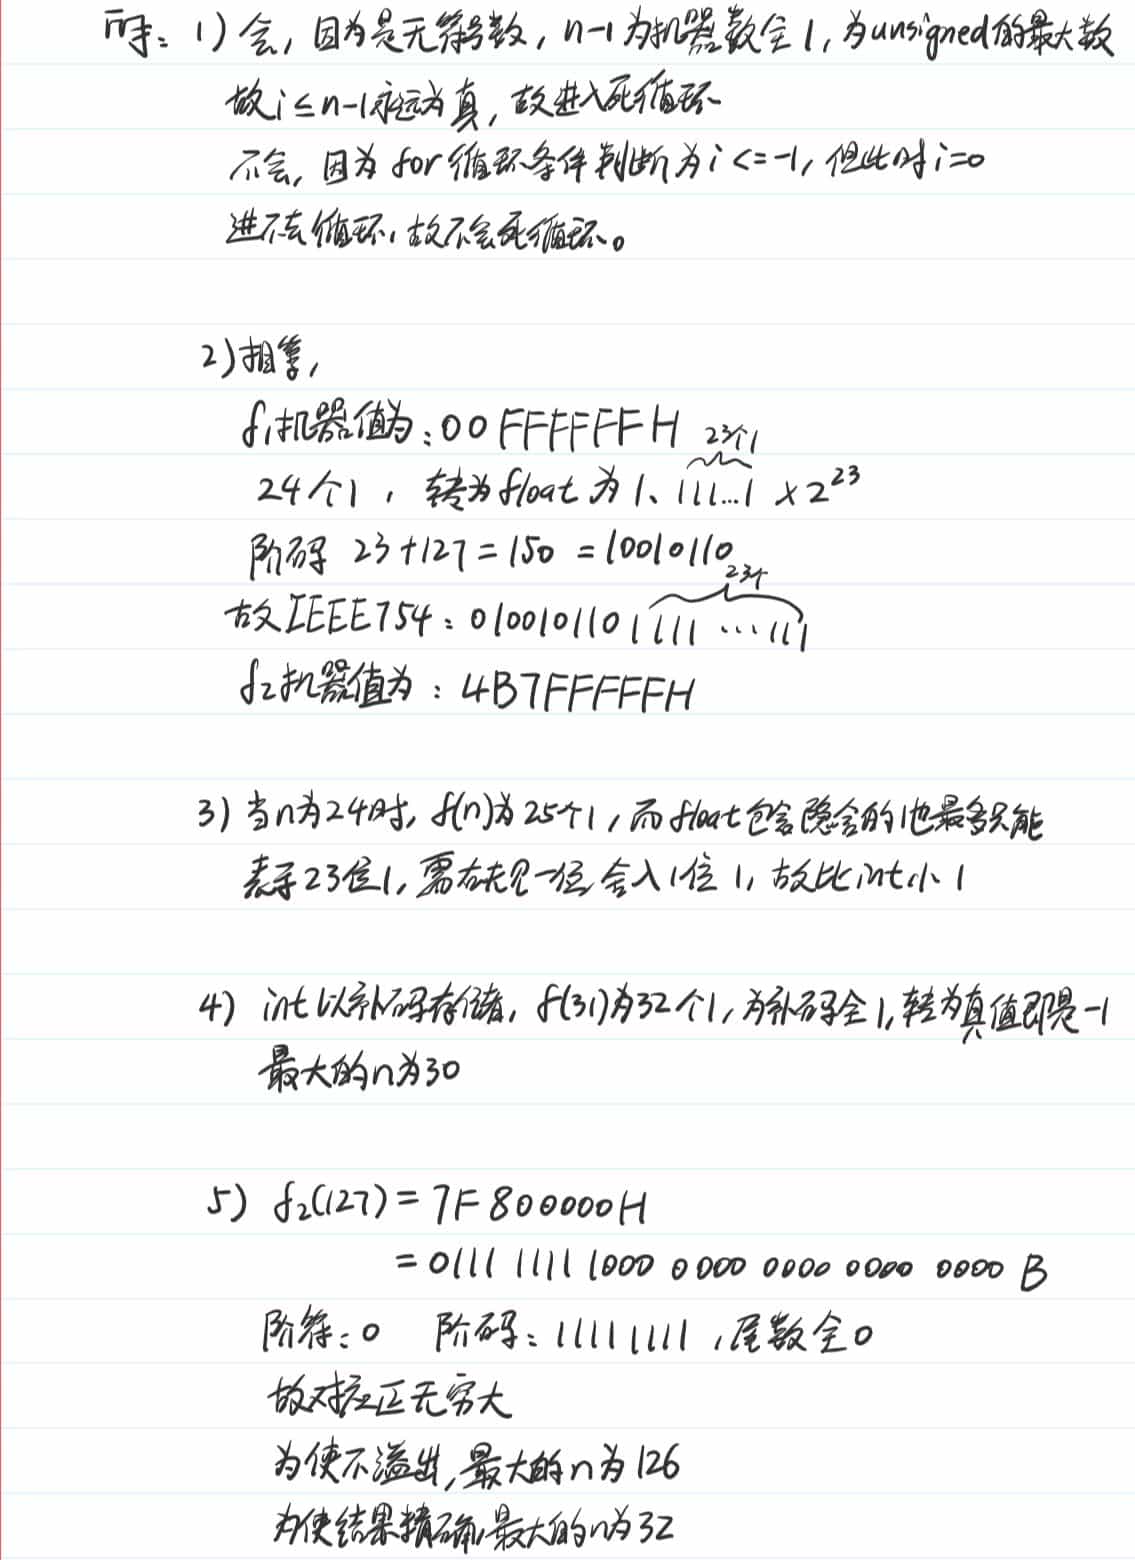 1) 会，因为是无符号数，n-1为机器数全1，为unsigned的最大数
故i≤n-1永远为真，故进入死循环
不会，因为for循环条件判断为i<=-1，但此时i=0
进不去循环，故不会死循环。
2)相等，
f1机器值为：00FFFFFFH
23个1
24个1，转为float为1、111...1×2^23
阶码 23+127=150=10010110
23个
故IEEE754：0100101101111...111
f2机器值为：4B7FFFFFH
3) 当n为24时，f(n)为25个1，而float包含隐含的1也最多只能
表示23位1，需右规一位舍入1位1，故比int小1
4) int以补码存储，f(31)为32个1，为补码全1，转为真值即是-1
最大的n为30
5) f2(127)=7F800000H
=0111 1111 1000 0000 0000 0000 0000 B
阶符：0 阶码：11111111，尾数全0
故对应正无穷大
为使不溢出，最大的n为126
为使结果精确，最大的n为32